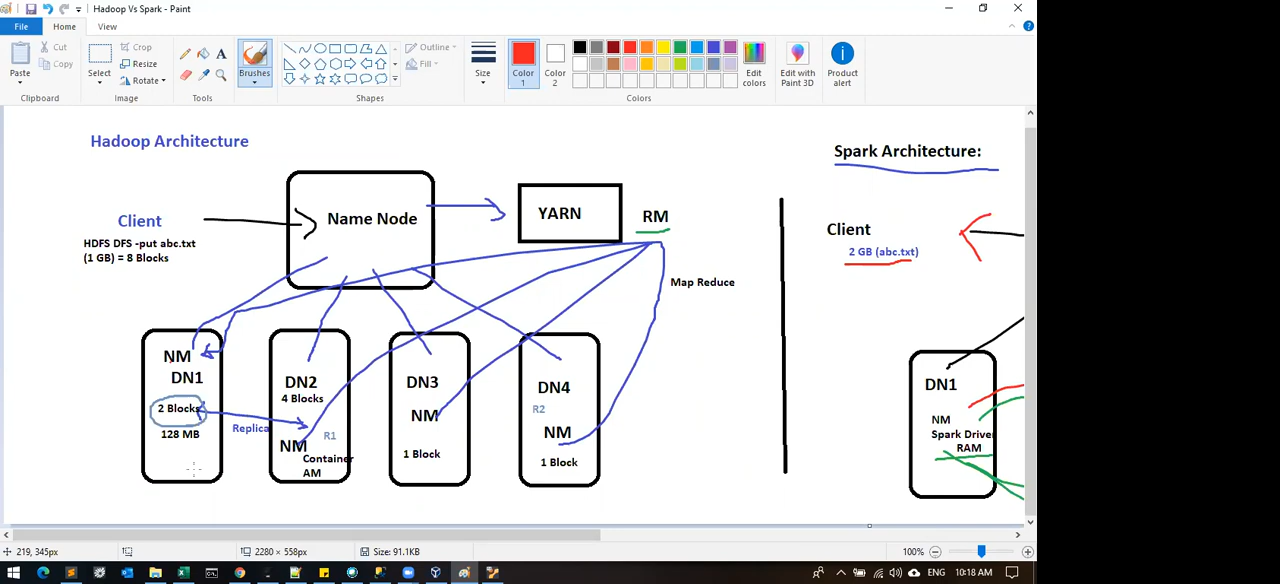 Hadoop Vs Spark - Paint
File Home View
Paste
Cut
Copy
Clipboard
Select
Crop
Resize
Rotate
Image
Tools
Brushes
Shapes
Outline
Fill
Size
Color 1
Color 2
Colors
Edit colors
Edit with Paint 3D
Product alert
Hadoop Architecture
Client
HDFS DFS -put abc.txt
(1 GB) = 8 Blocks
Name Node
YARN
RM
Map Reduce
NM
DN1
2 Blocks
128 MB
Replica
DN2
4 Blocks
R1
NM
Container
AM
DN3
NM
1 Block
DN4
R2
NM
1 Block
Spark Architecture:
Client
2 GB (abc.txt)
DN1
NM
Spark Driver
RAM
219, 345px
2280 × 558px
Size: 91.1KB
100%
ENG
10:18 AM